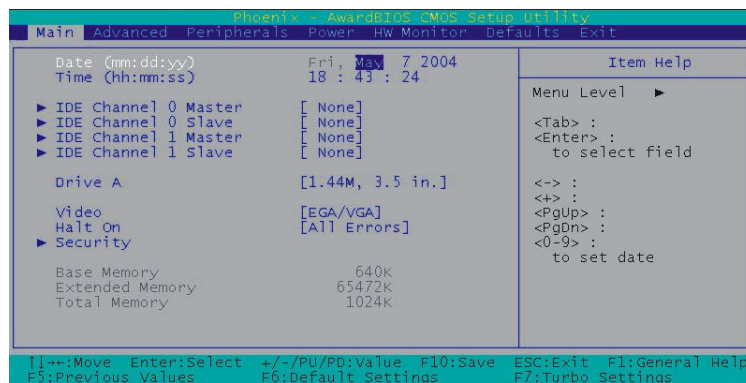 Phoenix - AwardBIOS CMOS Setup Utility
Main Advanced Peripherals Power HW Monitor Defaults Exit
Date (mm:dd:yy) Fri, May 7 2004
Time (hh:mm:ss) 18 : 43 : 24
► IDE Channel 0 Master [ None]
► IDE Channel 0 Slave [ None]
► IDE Channel 1 Master [ None]
► IDE Channel 1 Slave [ None]
Drive A [1.44M, 3.5 in.]
Video [EGA/VGA]
Halt On [All Errors]
► Security
Base Memory 640K
Extended Memory 65472K
Total Memory 1024K
Item Help
Menu Level ►
<Tab> :
<Enter> :
to select field
<-> :
<+> :
<PgUp> :
<PgDn> :
<0-9> :
to set date
↑↓→←:Move Enter:Select +/-/PU/PD:Value F10:Save ESC:Exit F1:General Help
F5:Previous Values F6:Default Settings F7:Turbo Settings